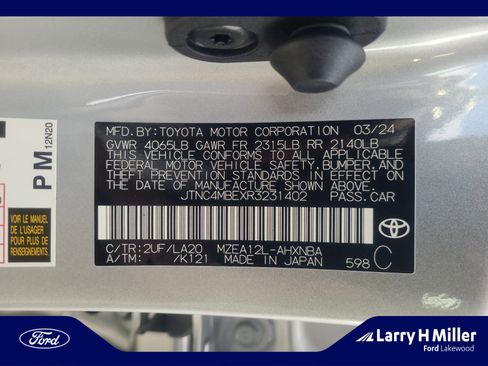 MFD. BY: TOYOTA MOTOR CORPORATION 03/24
GVWR 4065LB GAWR FR 2315LB RR 2140LB
THIS VEHICLE CONFORMS TO ALL APPLICABLE
FEDERAL MOTOR VEHICLE SAFETY, BUMPER, AND
THEFT PREVENTION STANDARDS IN EFFECT ON
THE DATE OF MANUFACTURE SHOWN ABOVE.
JTNC4MBEXR3231402 PASS.CAR
C/TR: 2UF/LA20 MZEA12L-AHXNBA
A/TM: /K121 MADE IN JAPAN 598 C
TOYOTA
PM 12N20
VOIR LE MANUEL
DU CONDUCTEUR
POUR PLUS DE
RENSEIGNEMENTS
Ford
Larry H Miller
Ford Lakewood